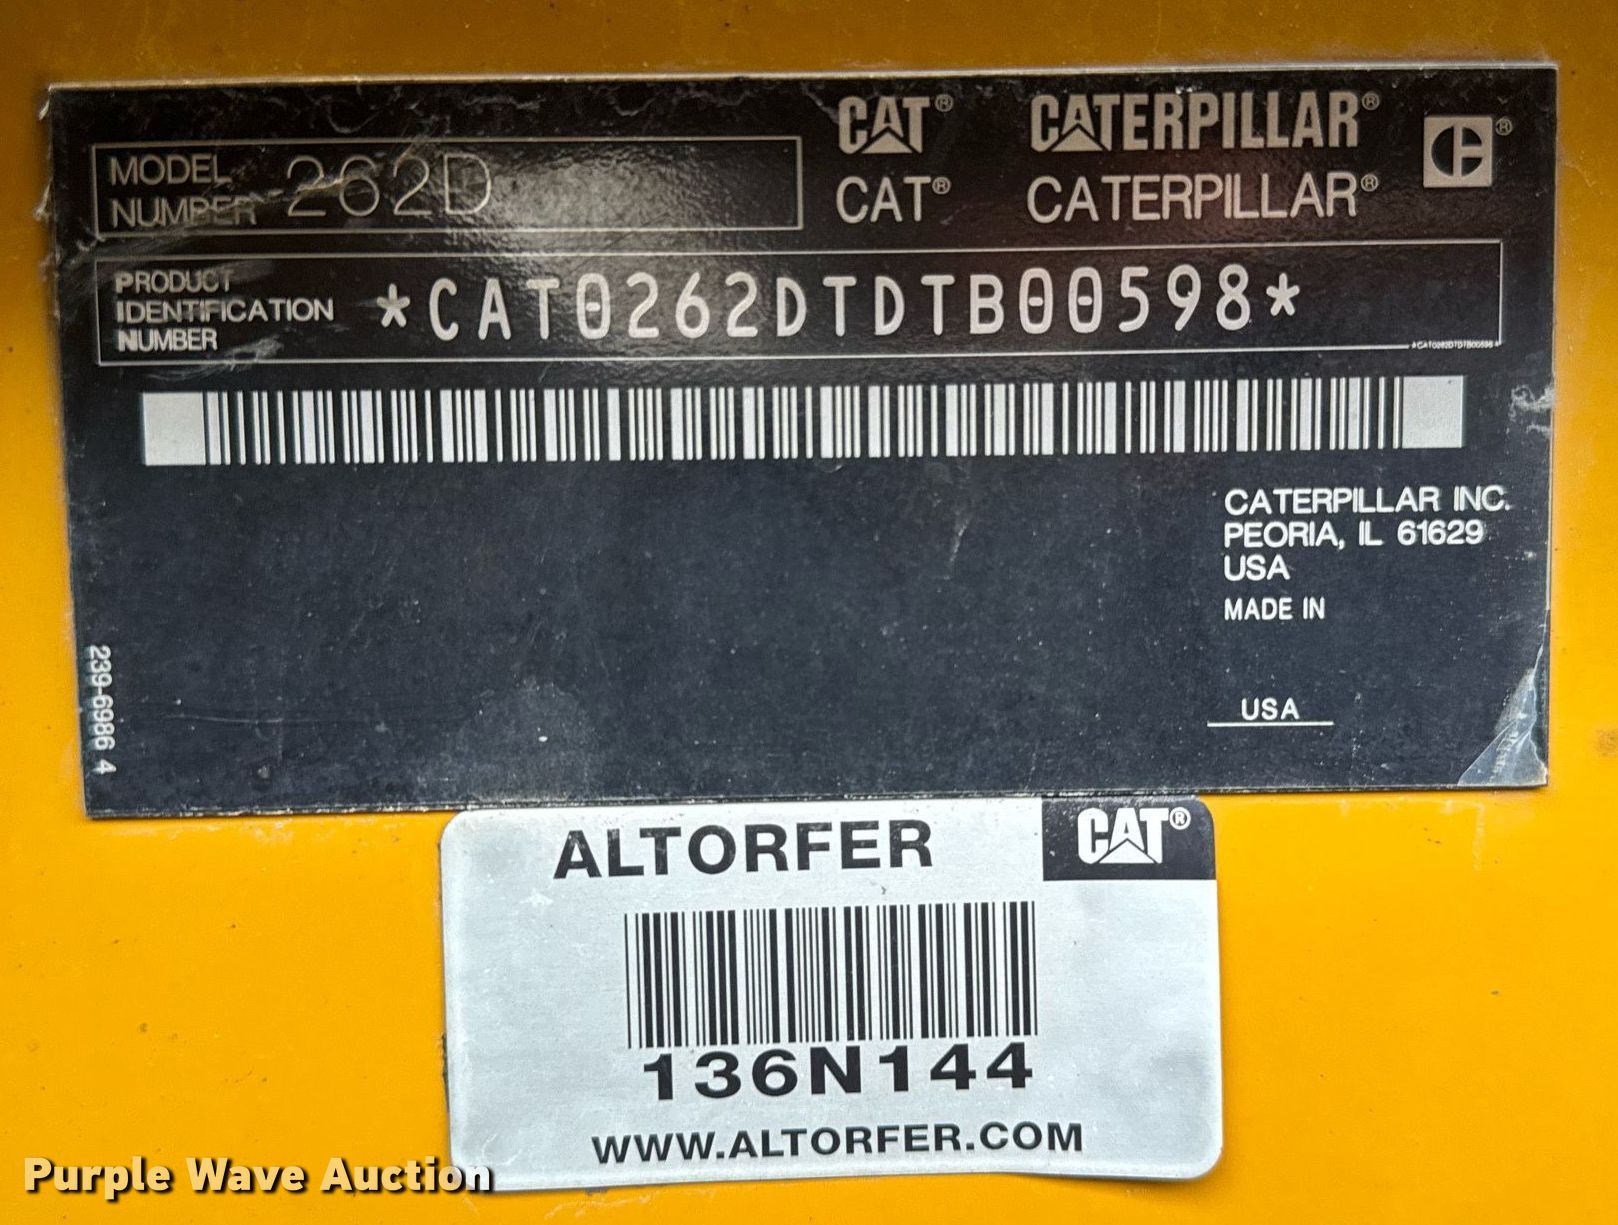 MODEL
NUMBER 262D
CAT® CATERPILLAR®
CAT® CATERPILLAR®
PRODUCT
IDENTIFICATION
NUMBER
*CAT0262DTDTB00598*
*CAT0262DTDTB00598*
CATERPILLAR INC.
PEORIA, IL 61629
USA
MADE IN
USA
239-6986 4
ALTORFER
CAT®
136N144
WWW.ALTORFER.COM
Purple Wave Auction